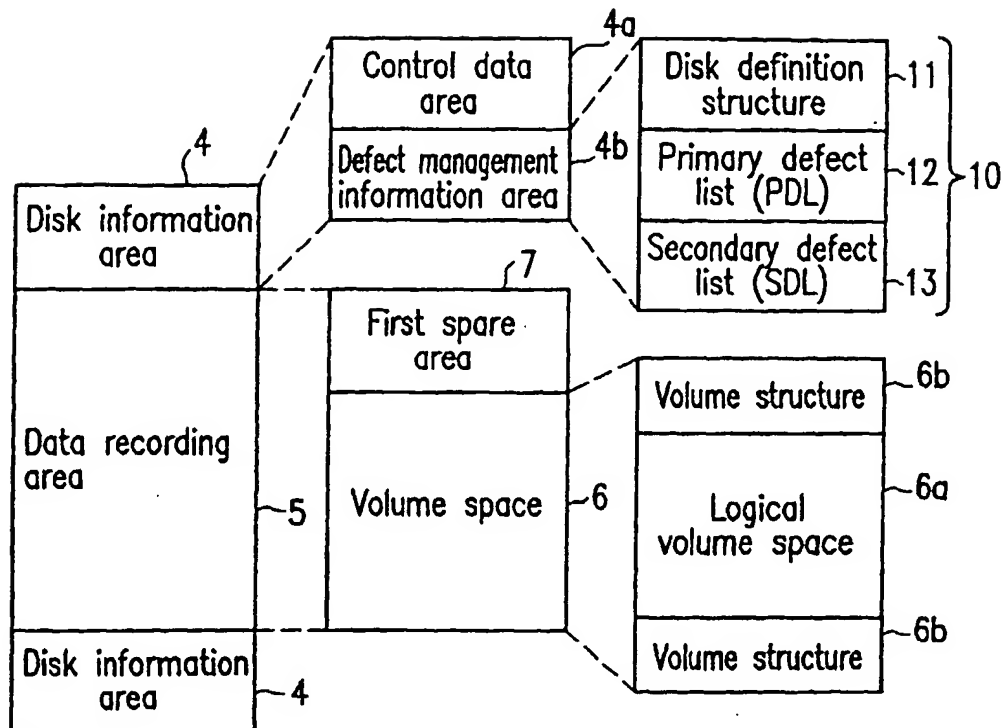 4
Disk information
area
Data recording
area
5
Disk information
area
4
4a
Control data
area
4b
Defect management
information area
7
First spare
area
Volume space
6
Disk definition
structure
11
Primary defect
list (PDL)
12
10
Secondary defect
list (SDL)
13
Volume structure
6b
Logical
volume space
6a
Volume structure
6b